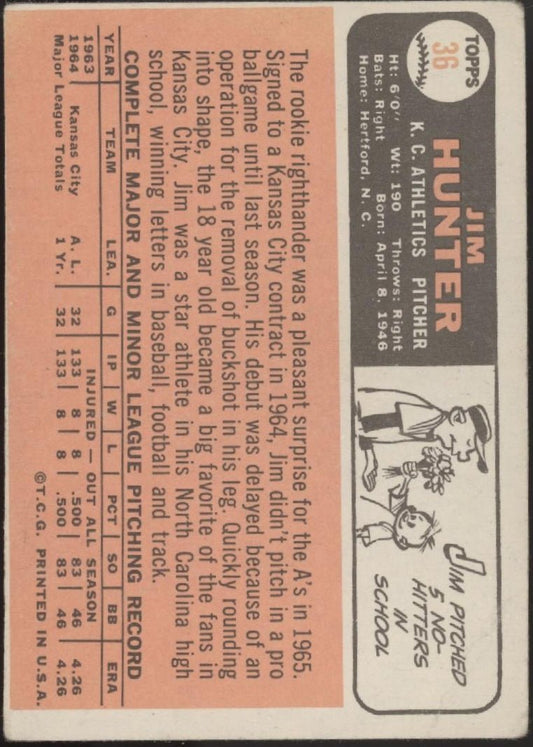 TOPPS
36
JIM
HUNTER
K. C. ATHLETICS PITCHER
Ht: 6'0" Wt: 190 Throws: Right
Bats: Right Born: April 8, 1946
Home: Hertford, N. C.
JIM PITCHED
5 NO-
HITTERS
IN
SCHOOL
The rookie righthander was a pleasant surprise for the A's in 1965.
Signed to a Kansas City contract in 1964, Jim didn't pitch in a pro
ballgame until last season. His debut was delayed because of an
operation for the removal of buckshot in his leg. Quickly rounding
into shape, the 18 year old became a big favorite of the fans in
Kansas City. Jim was a star athlete in his North Carolina high
school, winning letters in baseball, football and track.
COMPLETE MAJOR AND MINOR LEAGUE PITCHING RECORD
YEAR TEAM LEA. G IP W L PCT SO BB ERA
1963 INJURED — OUT ALL SEASON
1964 Kansas City A. L. 32 133 8 8 .500 83 46 4.26
Major League Totals 1 Yr. 32 133 8 8 .500 83 46 4.26
©T.C.G. PRINTED IN U.S.A.